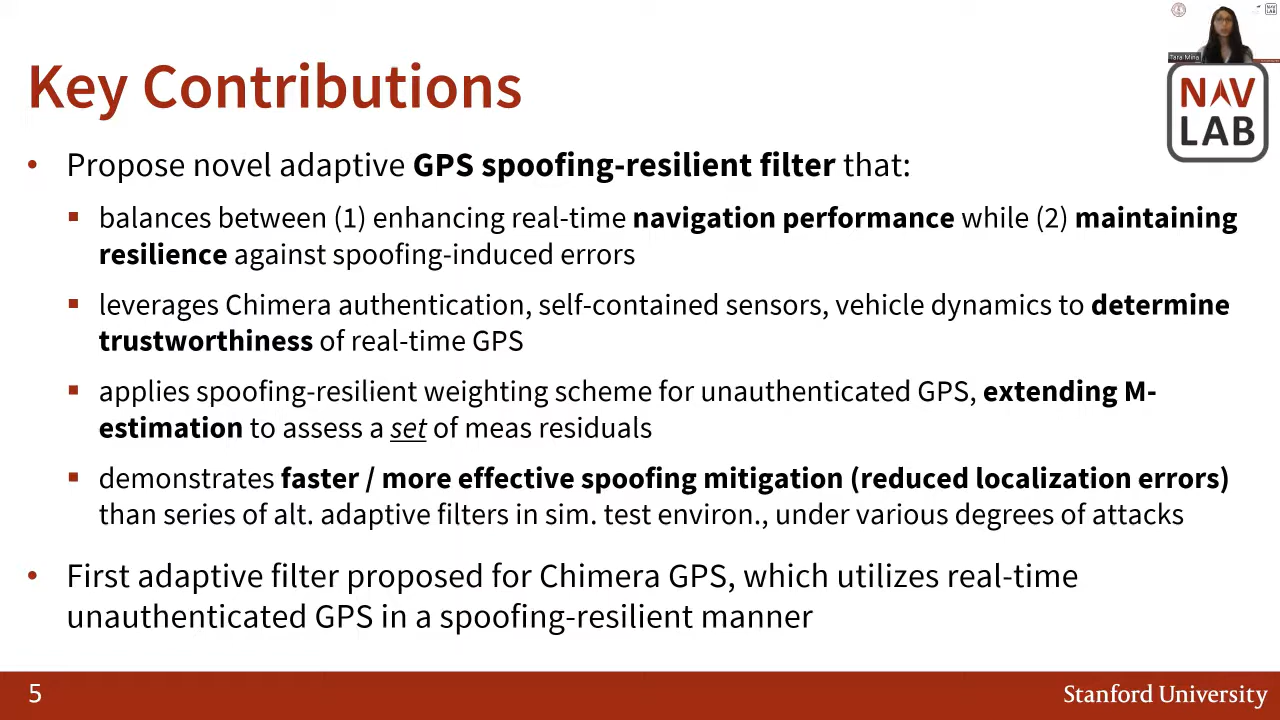 Key Contributions
Tara Mina
NAV
LAB
• Propose novel adaptive GPS spoofing-resilient filter that:
▪ balances between (1) enhancing real-time navigation performance while (2) maintaining
resilience against spoofing-induced errors
▪ leverages Chimera authentication, self-contained sensors, vehicle dynamics to determine
trustworthiness of real-time GPS
▪ applies spoofing-resilient weighting scheme for unauthenticated GPS, extending M-
estimation to assess a set of meas residuals
▪ demonstrates faster / more effective spoofing mitigation (reduced localization errors)
than series of alt. adaptive filters in sim. test environ., under various degrees of attacks
• First adaptive filter proposed for Chimera GPS, which utilizes real-time
unauthenticated GPS in a spoofing-resilient manner
5
Stanford University